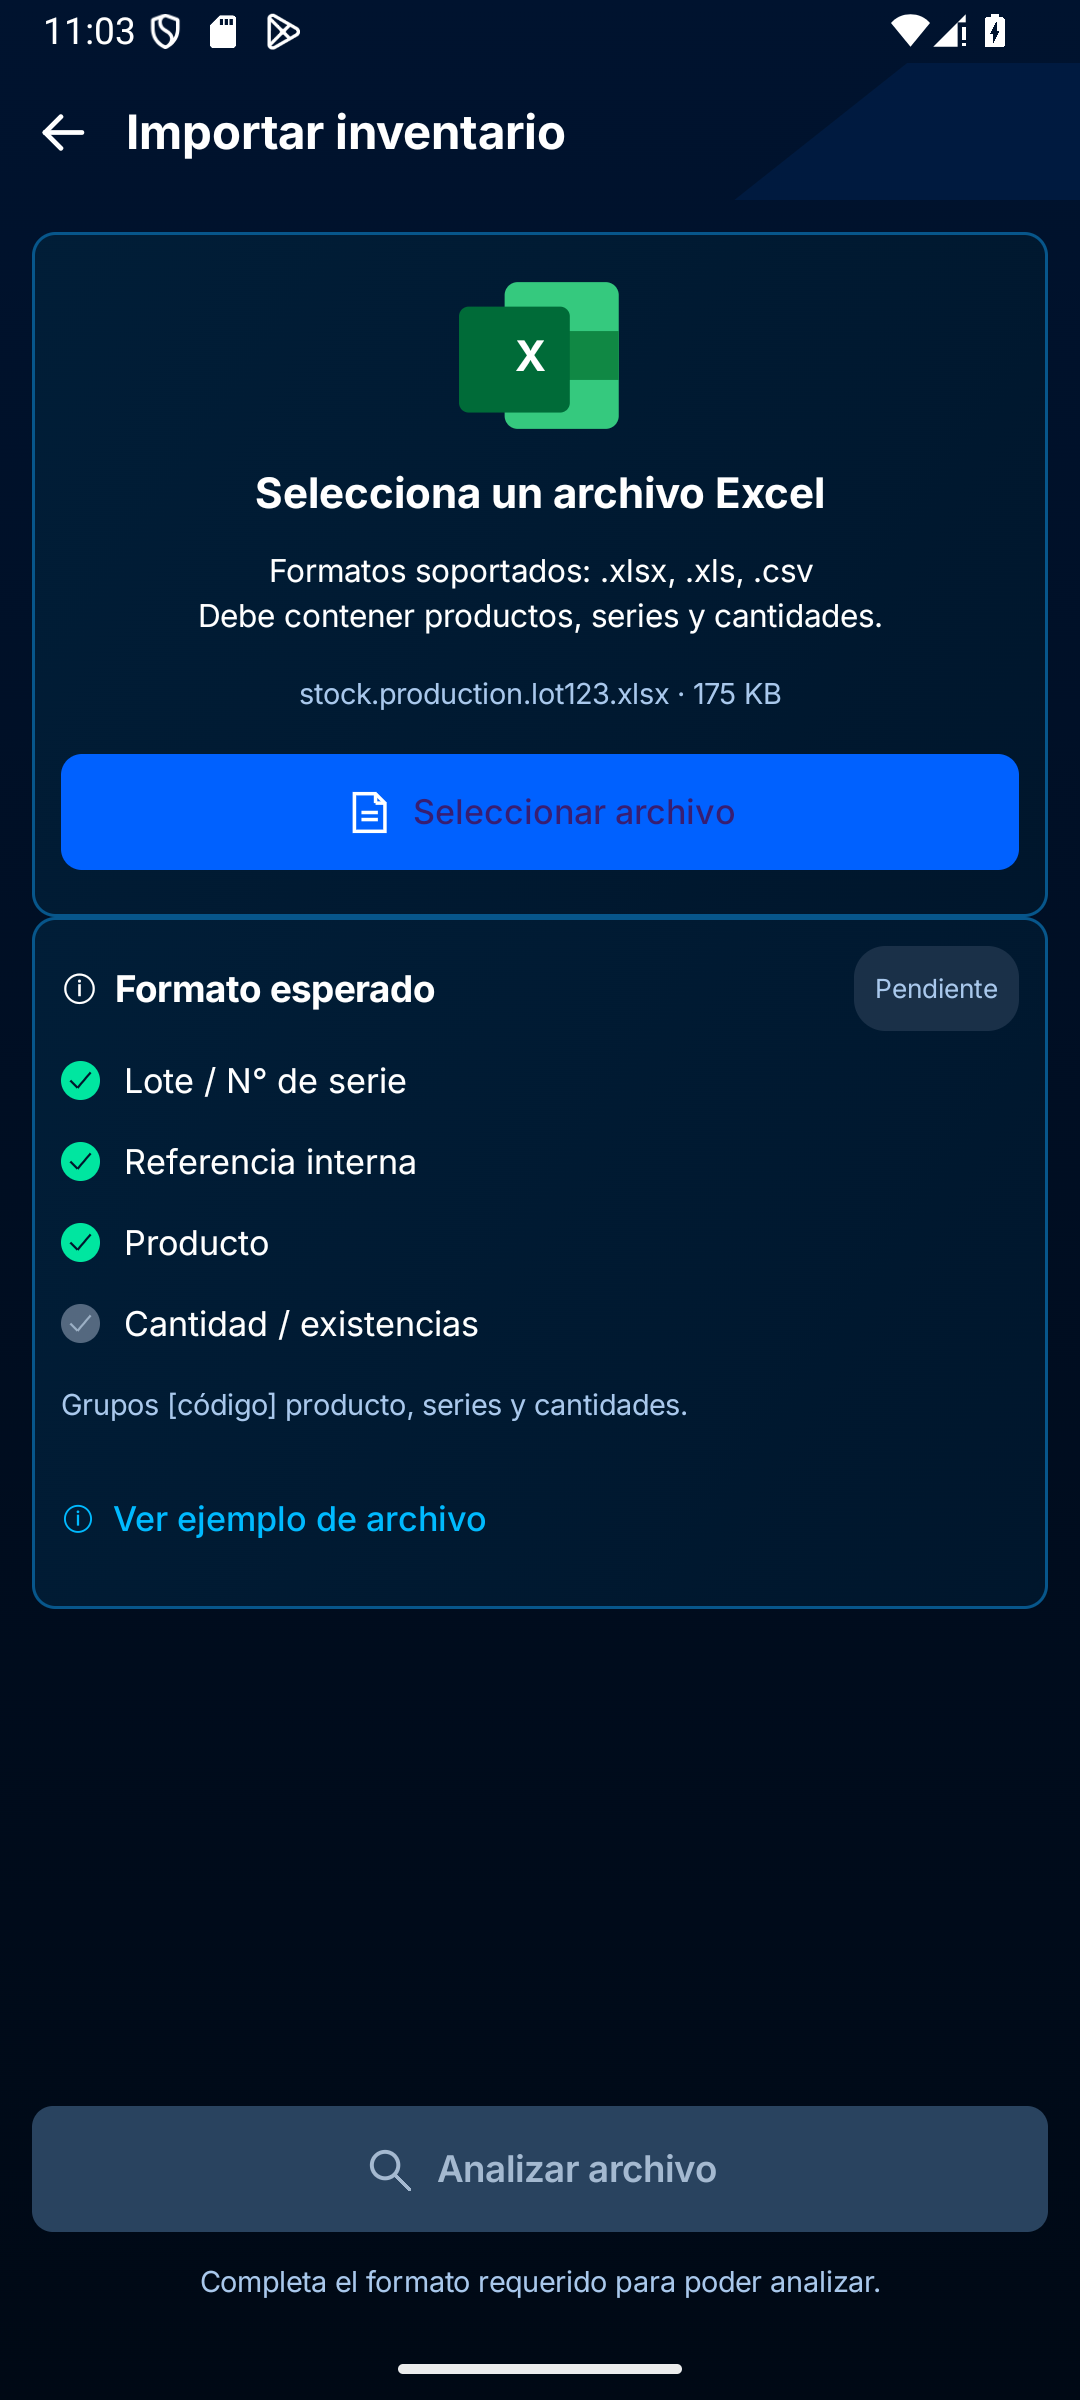 11:03
Importar inventario
X
Selecciona un archivo Excel
Formatos soportados: .xlsx, .xls, .csv
Debe contener productos, series y cantidades.
stock.production.lot123.xlsx · 175 KB
Seleccionar archivo
Formato esperado
Pendiente
Lote / N° de serie
Referencia interna
Producto
Cantidad / existencias
Grupos [código] producto, series y cantidades.
Ver ejemplo de archivo
Analizar archivo
Completa el formato requerido para poder analizar.